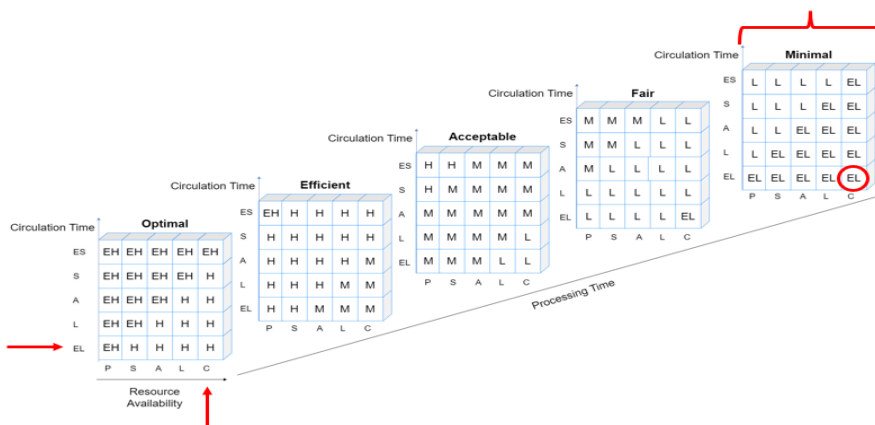 Optimal
Circulation Time
ES EH EH EH EH EH
S EH EH EH EH H
A EH EH EH H H
L EH EH H H H
EL EH H H H H
P S A L C
Resource
Availability
Efficient
Circulation Time
ES EH H H H H
S H H H H H
A H H H H M
L H H H M M
EL H H M M M
P S A L C
Acceptable
Circulation Time
ES H H M M M
S H M M M M
A M M M M M
L M M M M L
EL M M M L L
P S A L C
Fair
Circulation Time
ES M M M L L
S M M L L L
A M L L L L
L L L L L L
EL L L L L EL
P S A L C
Minimal
Circulation Time
ES L L L L EL
S L L L EL EL
A L L EL EL EL
L L EL EL EL EL
EL EL EL EL EL EL
P S A L C
Processing Time